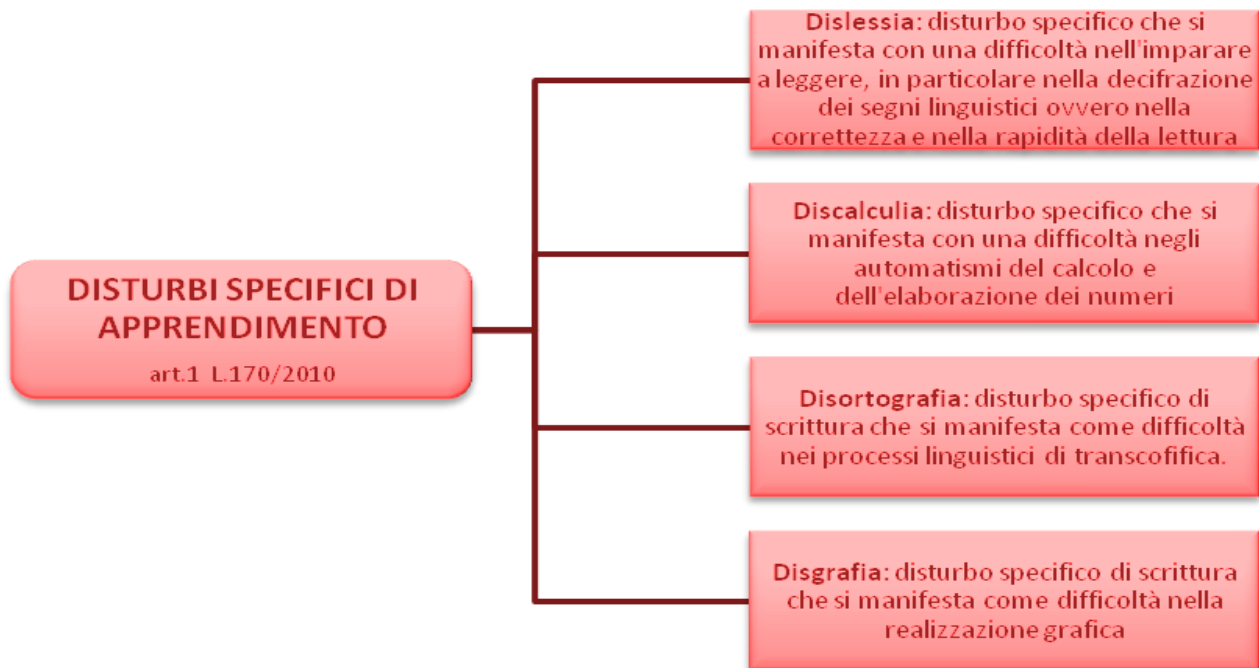 DISTURBI SPECIFICI DI
APPRENDIMENTO
art.1 L.170/2010
Dislessia: disturbo specifico che si
manifesta con una difficoltà nell'imparare
a leggere, in particolare nella decifrazione
dei segni linguistici ovvero nella
correttezza e nella rapidità della lettura
Discalculia: disturbo specifico che si
manifesta con una difficoltà negli
automatismi del calcolo e
dell'elaborazione dei numeri
Disortografia: disturbo specifico di
scrittura che si manifesta come difficoltà
nei processi linguistici di transcofifica.
Disgrafia: disturbo specifico di scrittura
che si manifesta come difficoltà nella
realizzazione grafica